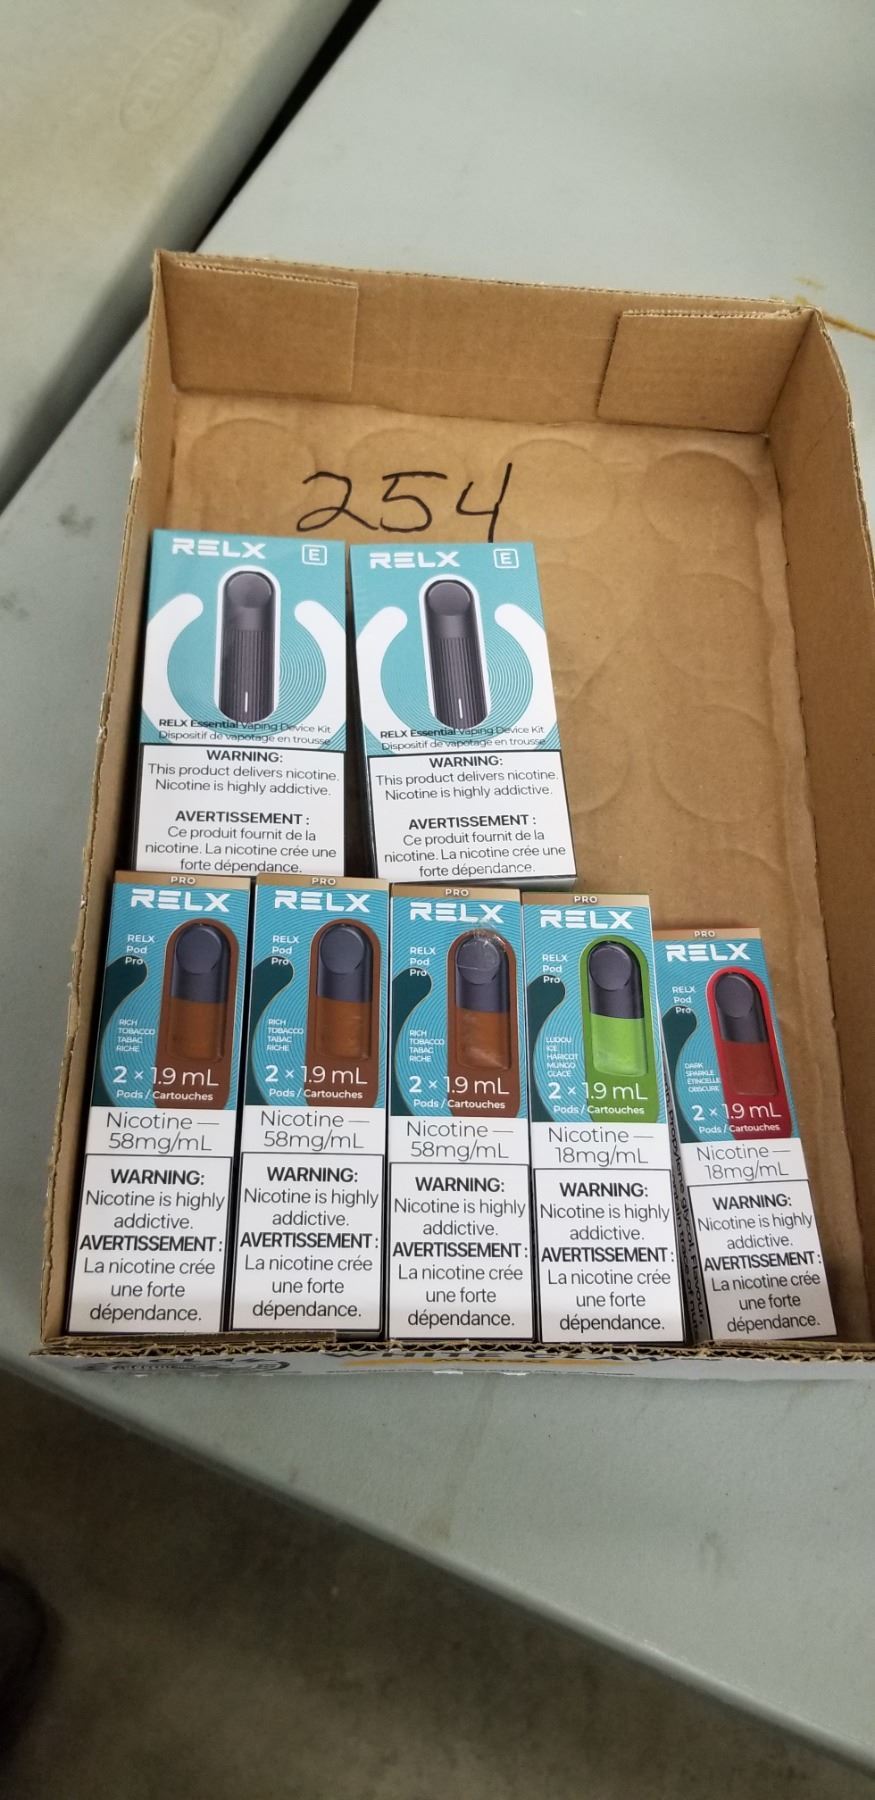 254
RELX E
RELX Essential Vaping Device Kit
Dispositif de vapotage en trousse
WARNING:
This product delivers nicotine.
Nicotine is highly addictive.
AVERTISSEMENT :
Ce produit fournit de la
nicotine. La nicotine crée une
forte dépendance.
RELX E
RELX Essential Vaping Device Kit
Dispositif de vapotage en trousse
WARNING:
This product delivers nicotine.
Nicotine is highly addictive.
AVERTISSEMENT :
Ce produit fournit de la
nicotine. La nicotine crée une
forte dépendance.
PRO
RELX
RELX
Pod
Pro
RICH
TOBACCO
TABAC
RICHE
2 × 1.9 mL
Pods / Cartouches
Nicotine —
58mg/mL
WARNING:
Nicotine is highly
addictive.
AVERTISSEMENT :
La nicotine crée
une forte
dépendance.
PRO
RELX
RELX
Pod
Pro
RICH
TOBACCO
TABAC
RICHE
2 × 1.9 mL
Pods / Cartouches
Nicotine —
58mg/mL
WARNING:
Nicotine is highly
addictive.
AVERTISSEMENT :
La nicotine crée
une forte
dépendance.
PRO
RELX
RELX
Pod
Pro
RICH
TOBACCO
TABAC
RICHE
2 × 1.9 mL
Pods / Cartouches
Nicotine —
58mg/mL
WARNING:
Nicotine is highly
addictive.
AVERTISSEMENT :
La nicotine crée
une forte
dépendance.
PRO
RELX
RELX
Pod
Pro
LUDOU
ICE
HARICOT
MUNGO
GLACE
2 × 1.9 mL
Pods / Cartouches
Nicotine —
18mg/mL
WARNING:
Nicotine is highly
addictive.
AVERTISSEMENT :
La nicotine crée
une forte
dépendance.
PRO
RELX
RELX
Pod
Pro
DARK
SPARKLE
ETINCELLE
OBSCURE
2 × 1.9 mL
Pods / Cartouches
Nicotine —
18mg/mL
WARNING:
Nicotine is highly
addictive.
AVERTISSEMENT :
La nicotine crée
une forte
dépendance.
WHITE CLAW